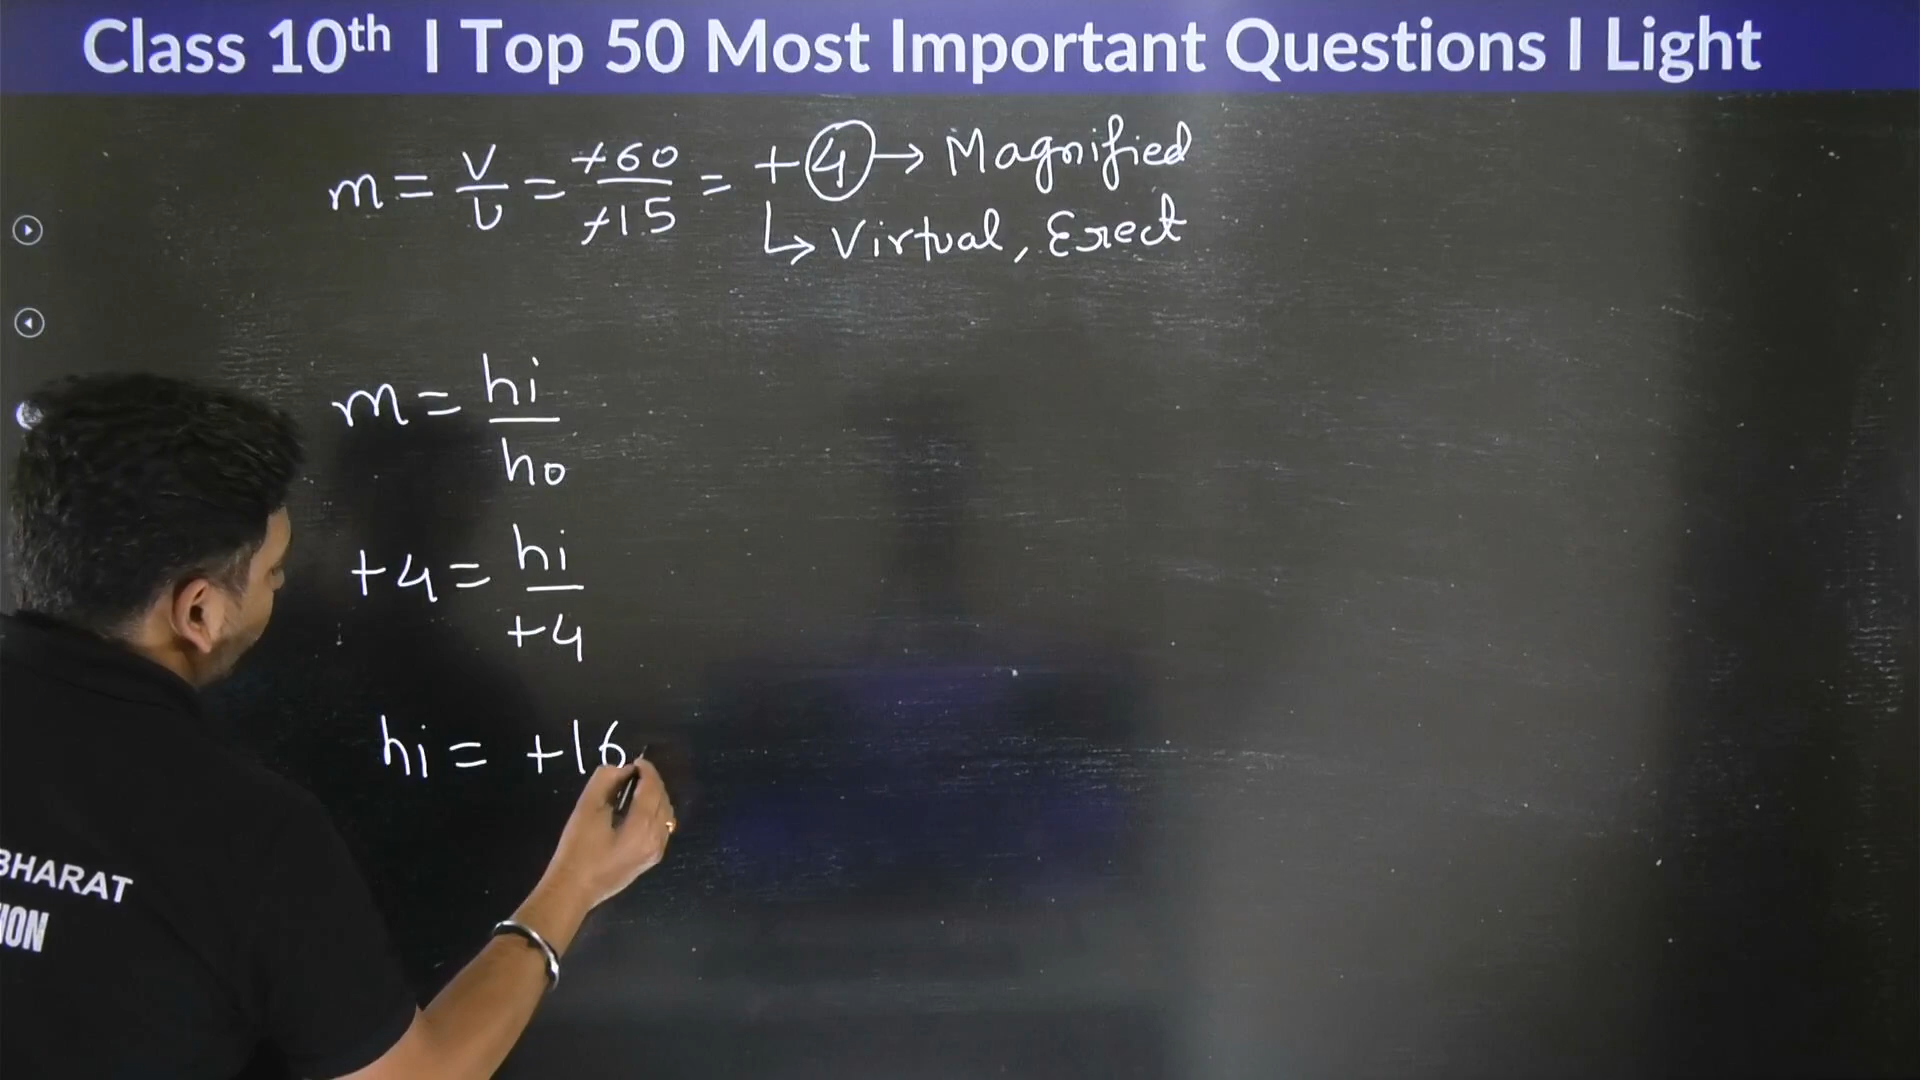 Class 10th I Top 50 Most Important Questions I Light
m = v/u = +60/+15 = +4 → Magnified
↳ Virtual, Erect
m = hi/ho
+4 = hi/+4
hi = +16
BHARAT
ION